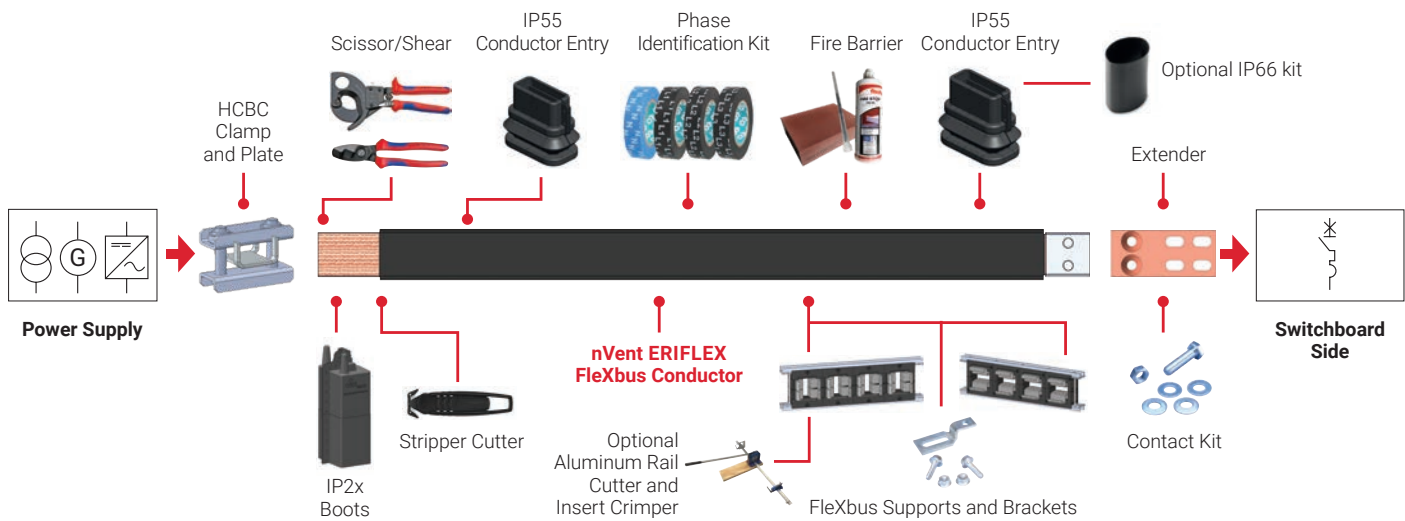 Scissor/Shear
IP55
Conductor Entry
Phase
Identification Kit
Fire Barrier
IP55
Conductor Entry
Optional IP66 kit
HCBC
Clamp
and Plate
Extender
G
Power Supply
nVent ERIFLEX
FleXbus Conductor
Switchboard
Side
Stripper Cutter
IP2x
Boots
Optional
Aluminum Rail
Cutter and
Insert Crimper
FleXbus Supports and Brackets
Contact Kit